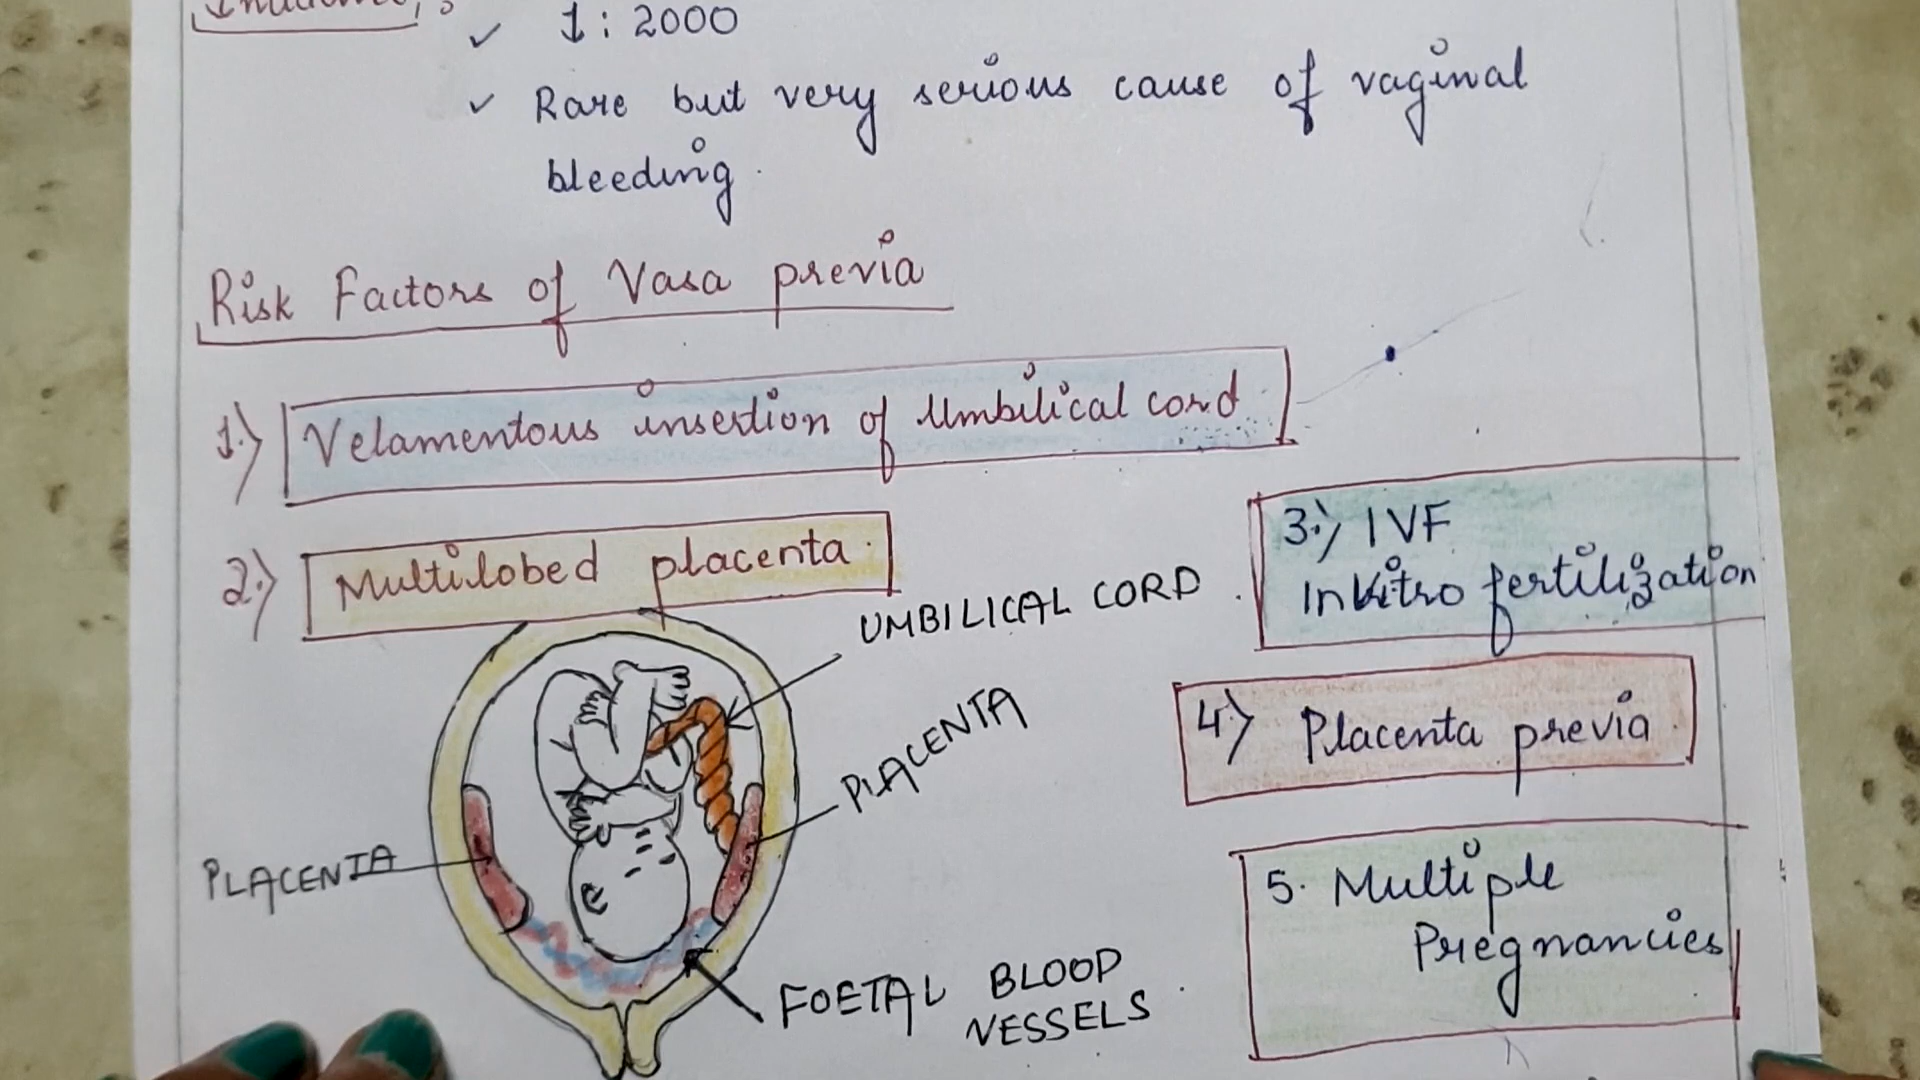 ✓ 1 : 2000
✓ Rare but very serious cause of vaginal
bleeding.
Risk Factors of Vasa previa
1.) Velamentous insertion of Umbilical cord
2.) Multilobed placenta.
3.) IVF
InVitro fertilization
4.) Placenta previa.
5. Multiple
Pregnancies
UMBILICAL CORD
PLACENTA
PLACENTA
FOETAL BLOOD
VESSELS